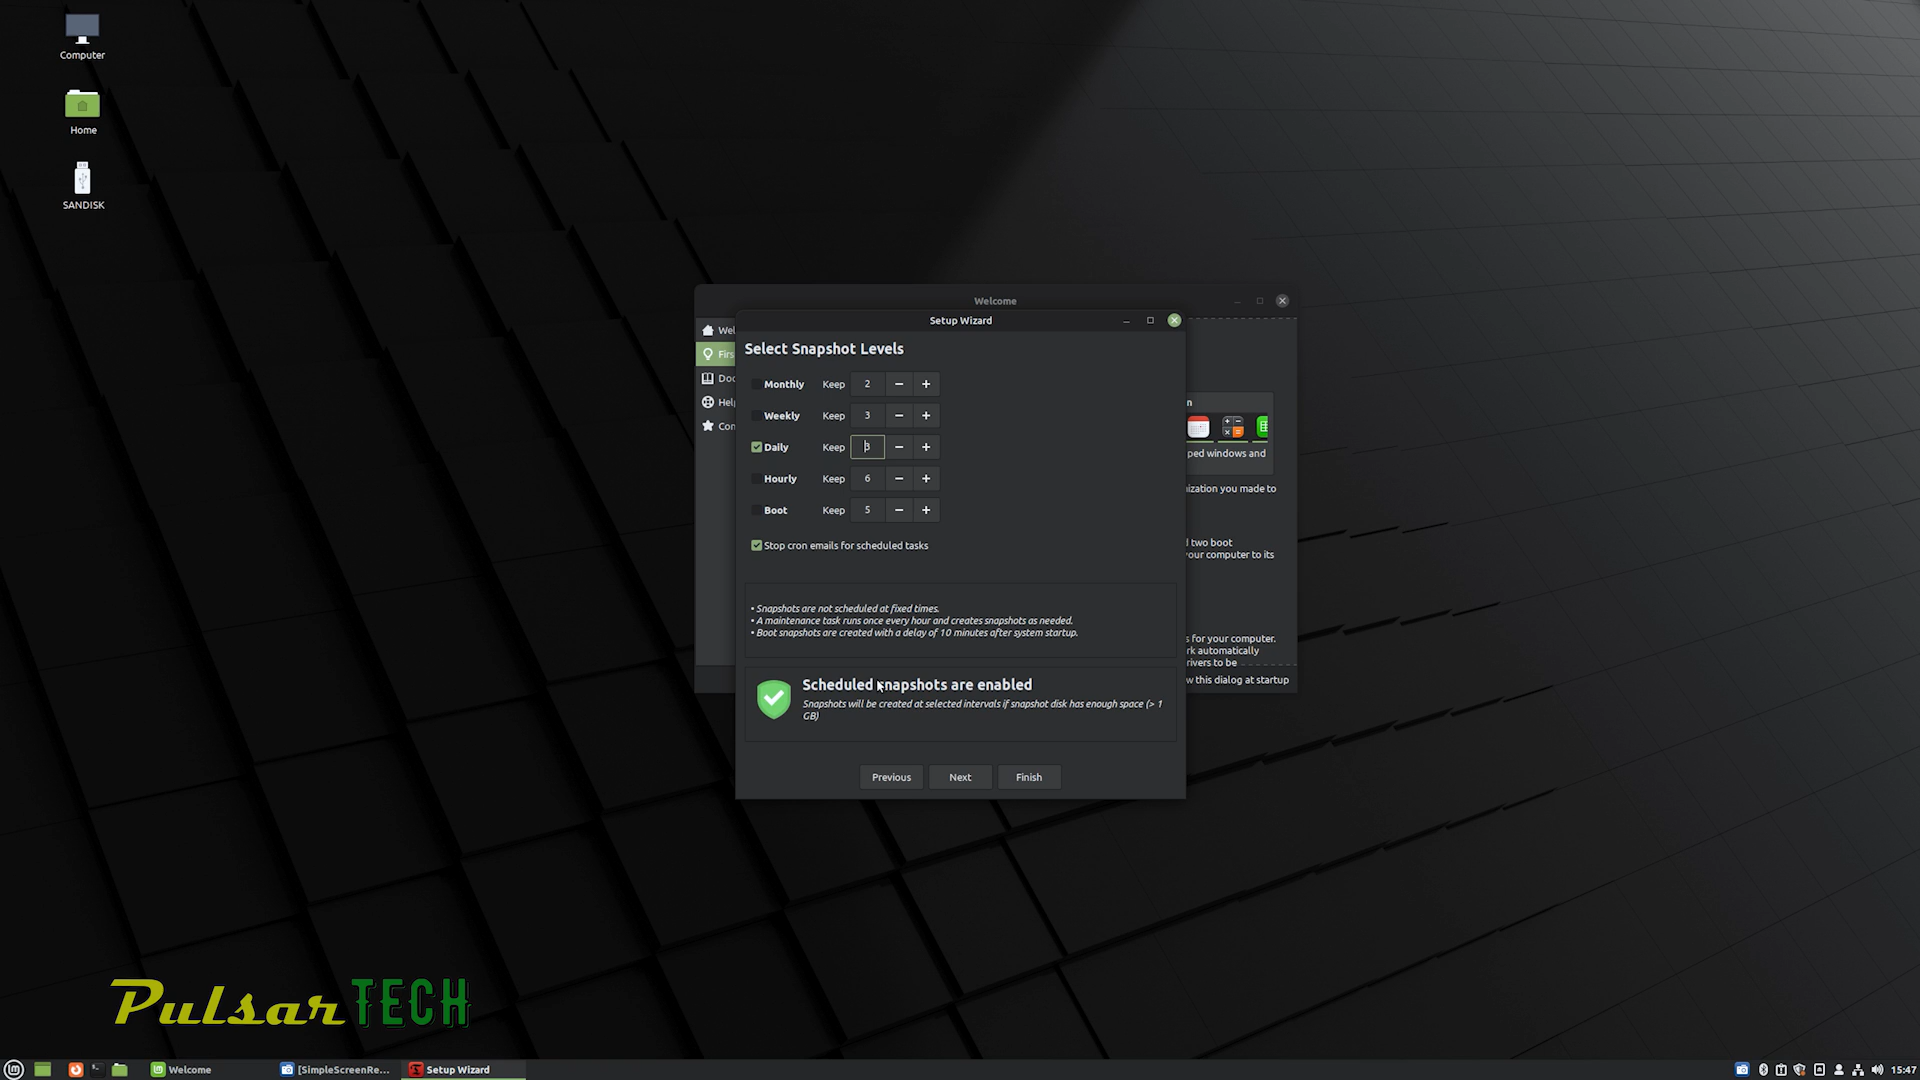 Computer
Home
SANDISK
Welcome
Setup Wizard
Wel
Select Snapshot Levels
Firs
Monthly Keep 2 − +
Doc
n
Help
Weekly Keep 3 − +
Con
Daily Keep 3 − +
ped windows and
Hourly Keep 6 − +
ization you made to
Boot Keep 5 − +
l two boot
Stop cron emails for scheduled tasks
your computer to its
• Snapshots are not scheduled at fixed times.
• A maintenance task runs once every hour and creates snapshots as needed.
• Boot snapshots are created with a delay of 10 minutes after system startup.
s for your computer.
rk automatically
rivers to be
Scheduled snapshots are enabled
w this dialog at startup
Snapshots will be created at selected intervals if snapshot disk has enough space (> 1
GB)
Previous Next Finish
Pulsar TECH
Welcome [SimpleScreenRe... Setup Wizard 15:47